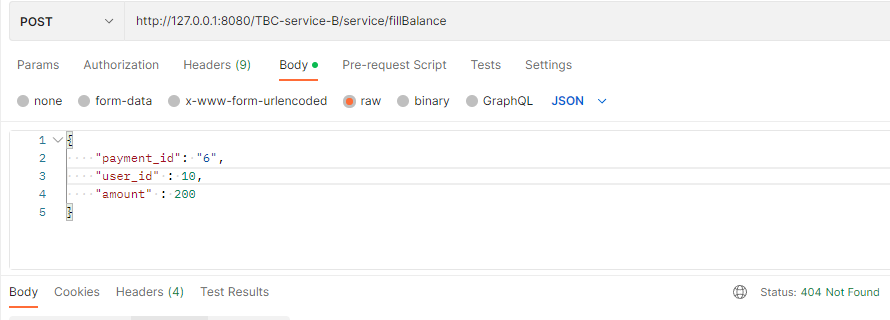 POST http://127.0.0.1:8080/TBC-service-B/service/fillBalance
Params Authorization Headers (9) Body Pre-request Script Tests Settings
none form-data x-www-form-urlencoded raw binary GraphQL JSON
1 {
2 "payment_id": "6",
3 "user_id" : 10,
4 "amount" : 200
5 }
Body Cookies Headers (4) Test Results Status: 404 Not Found